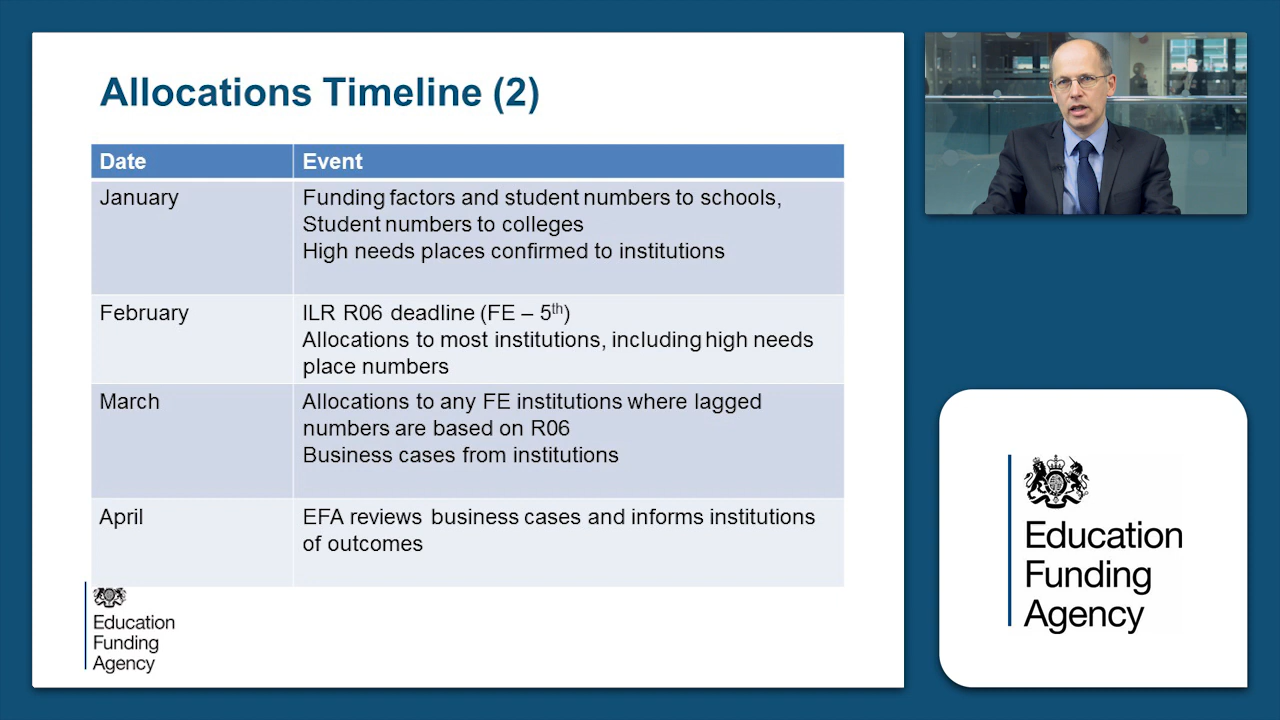 Allocations Timeline (2)
Date Event
January Funding factors and student numbers to schools,
Student numbers to colleges
High needs places confirmed to institutions
February ILR R06 deadline (FE – 5th)
Allocations to most institutions, including high needs
place numbers
March Allocations to any FE institutions where lagged
numbers are based on R06
Business cases from institutions
April EFA reviews business cases and informs institutions
of outcomes
Education
Funding
Agency
Education
Funding
Agency